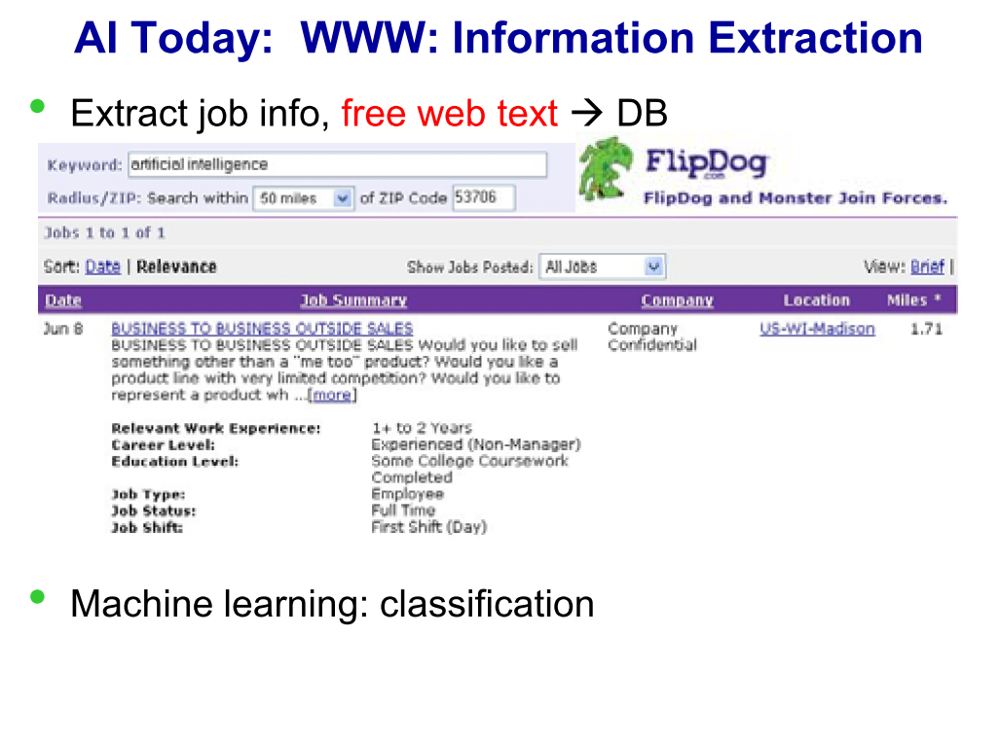 AI Today: WWW: Information Extraction
• Extract job info, free web text → DB
Keyword: artificial intelligence
Radius/ZIP: Search within 50 miles of ZIP Code 53706
FlipDog
.com
FlipDog and Monster Join Forces.
Jobs 1 to 1 of 1
Sort: Date | Relevance Show Jobs Posted: All Jobs View: Brief |
Date Job Summary Company Location Miles *
Jun 8 BUSINESS TO BUSINESS OUTSIDE SALES Company US-WI-Madison 1.71
BUSINESS TO BUSINESS OUTSIDE SALES Would you like to sell Confidential
something other than a "me too" product? Would you like a
product line with very limited competition? Would you like to
represent a product wh ...[more]
Relevant Work Experience: 1+ to 2 Years
Career Level: Experienced (Non-Manager)
Education Level: Some College Coursework
Completed
Job Type: Employee
Job Status: Full Time
Job Shift: First Shift (Day)
• Machine learning: classification